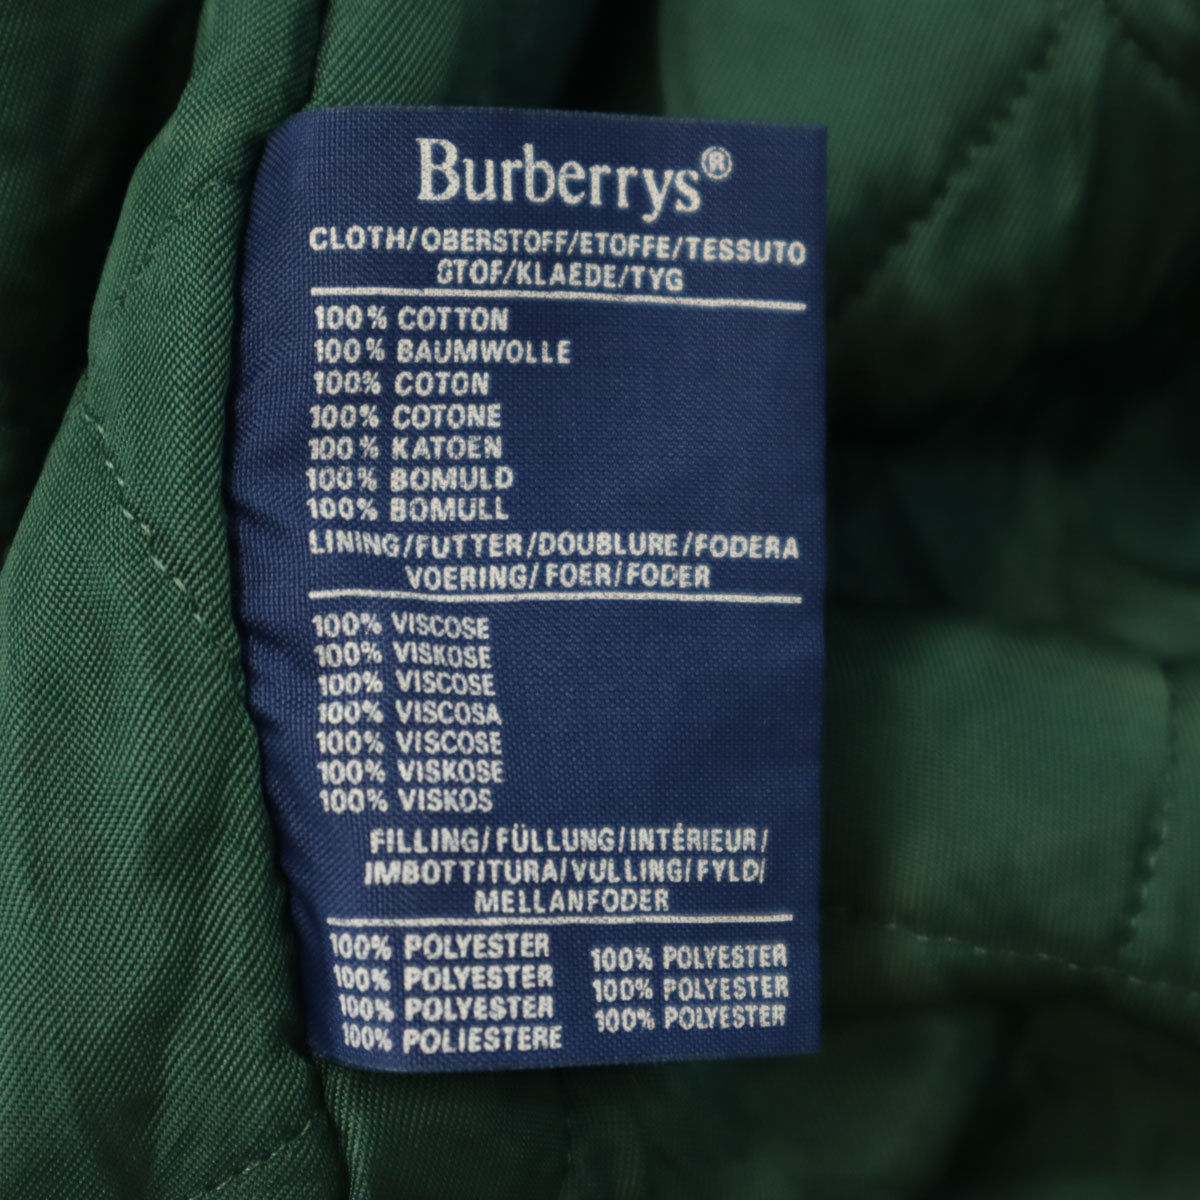 Burberrys®
CLOTH/OBERSTOFF/ETOFFE/TESSUTO
STOF/KLAEDE/TYG
100% COTTON
100% BAUMWOLLE
100% COTON
100% COTONE
100% KATOEN
100% BOMULD
100% BOMULL
LINING/FUTTER/DOUBLURE/FODERA
VOERING/FOER/FODER
100% VISCOSE
100% VISKOSE
100% VISCOSE
100% VISCOSA
100% VISCOSE
100% VISKOSE
100% VISKOS
FILLING/FÜLLUNG/INTÉRIEUR/
IMBOTTITURA/VULLING/FYLD/
MELLANFODER
100% POLYESTER
100% POLYESTER
100% POLYESTER
100% POLIESTERE
100% POLYESTER
100% POLYESTER
100% POLYESTER